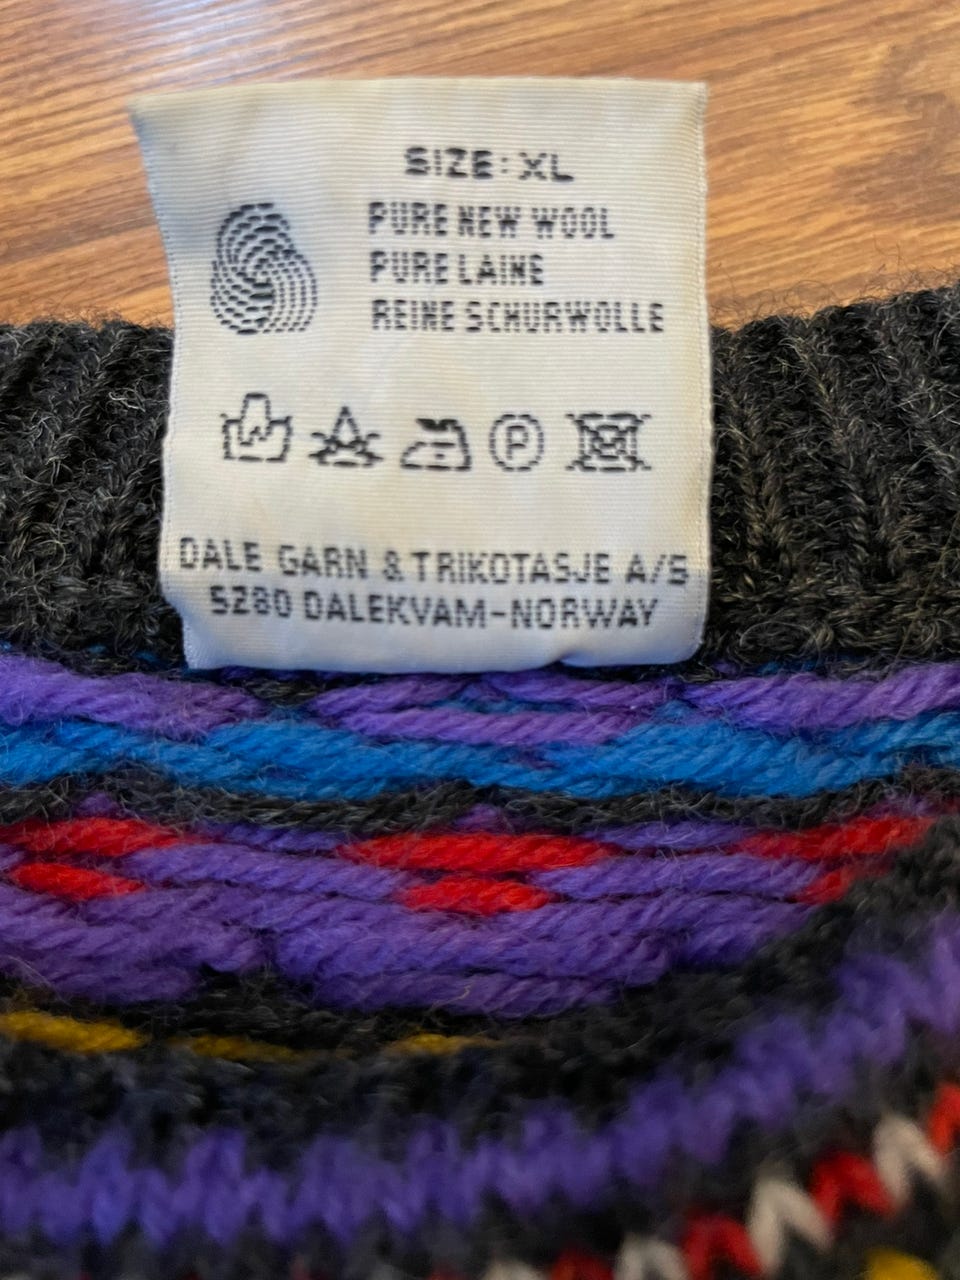 SIZE: XL
PURE NEW WOOL
PURE LAINE
REINE SCHURWOLLE
P
DALE GARN & TRIKOTASJE A/S
5280 DALEKVAM-NORWAY